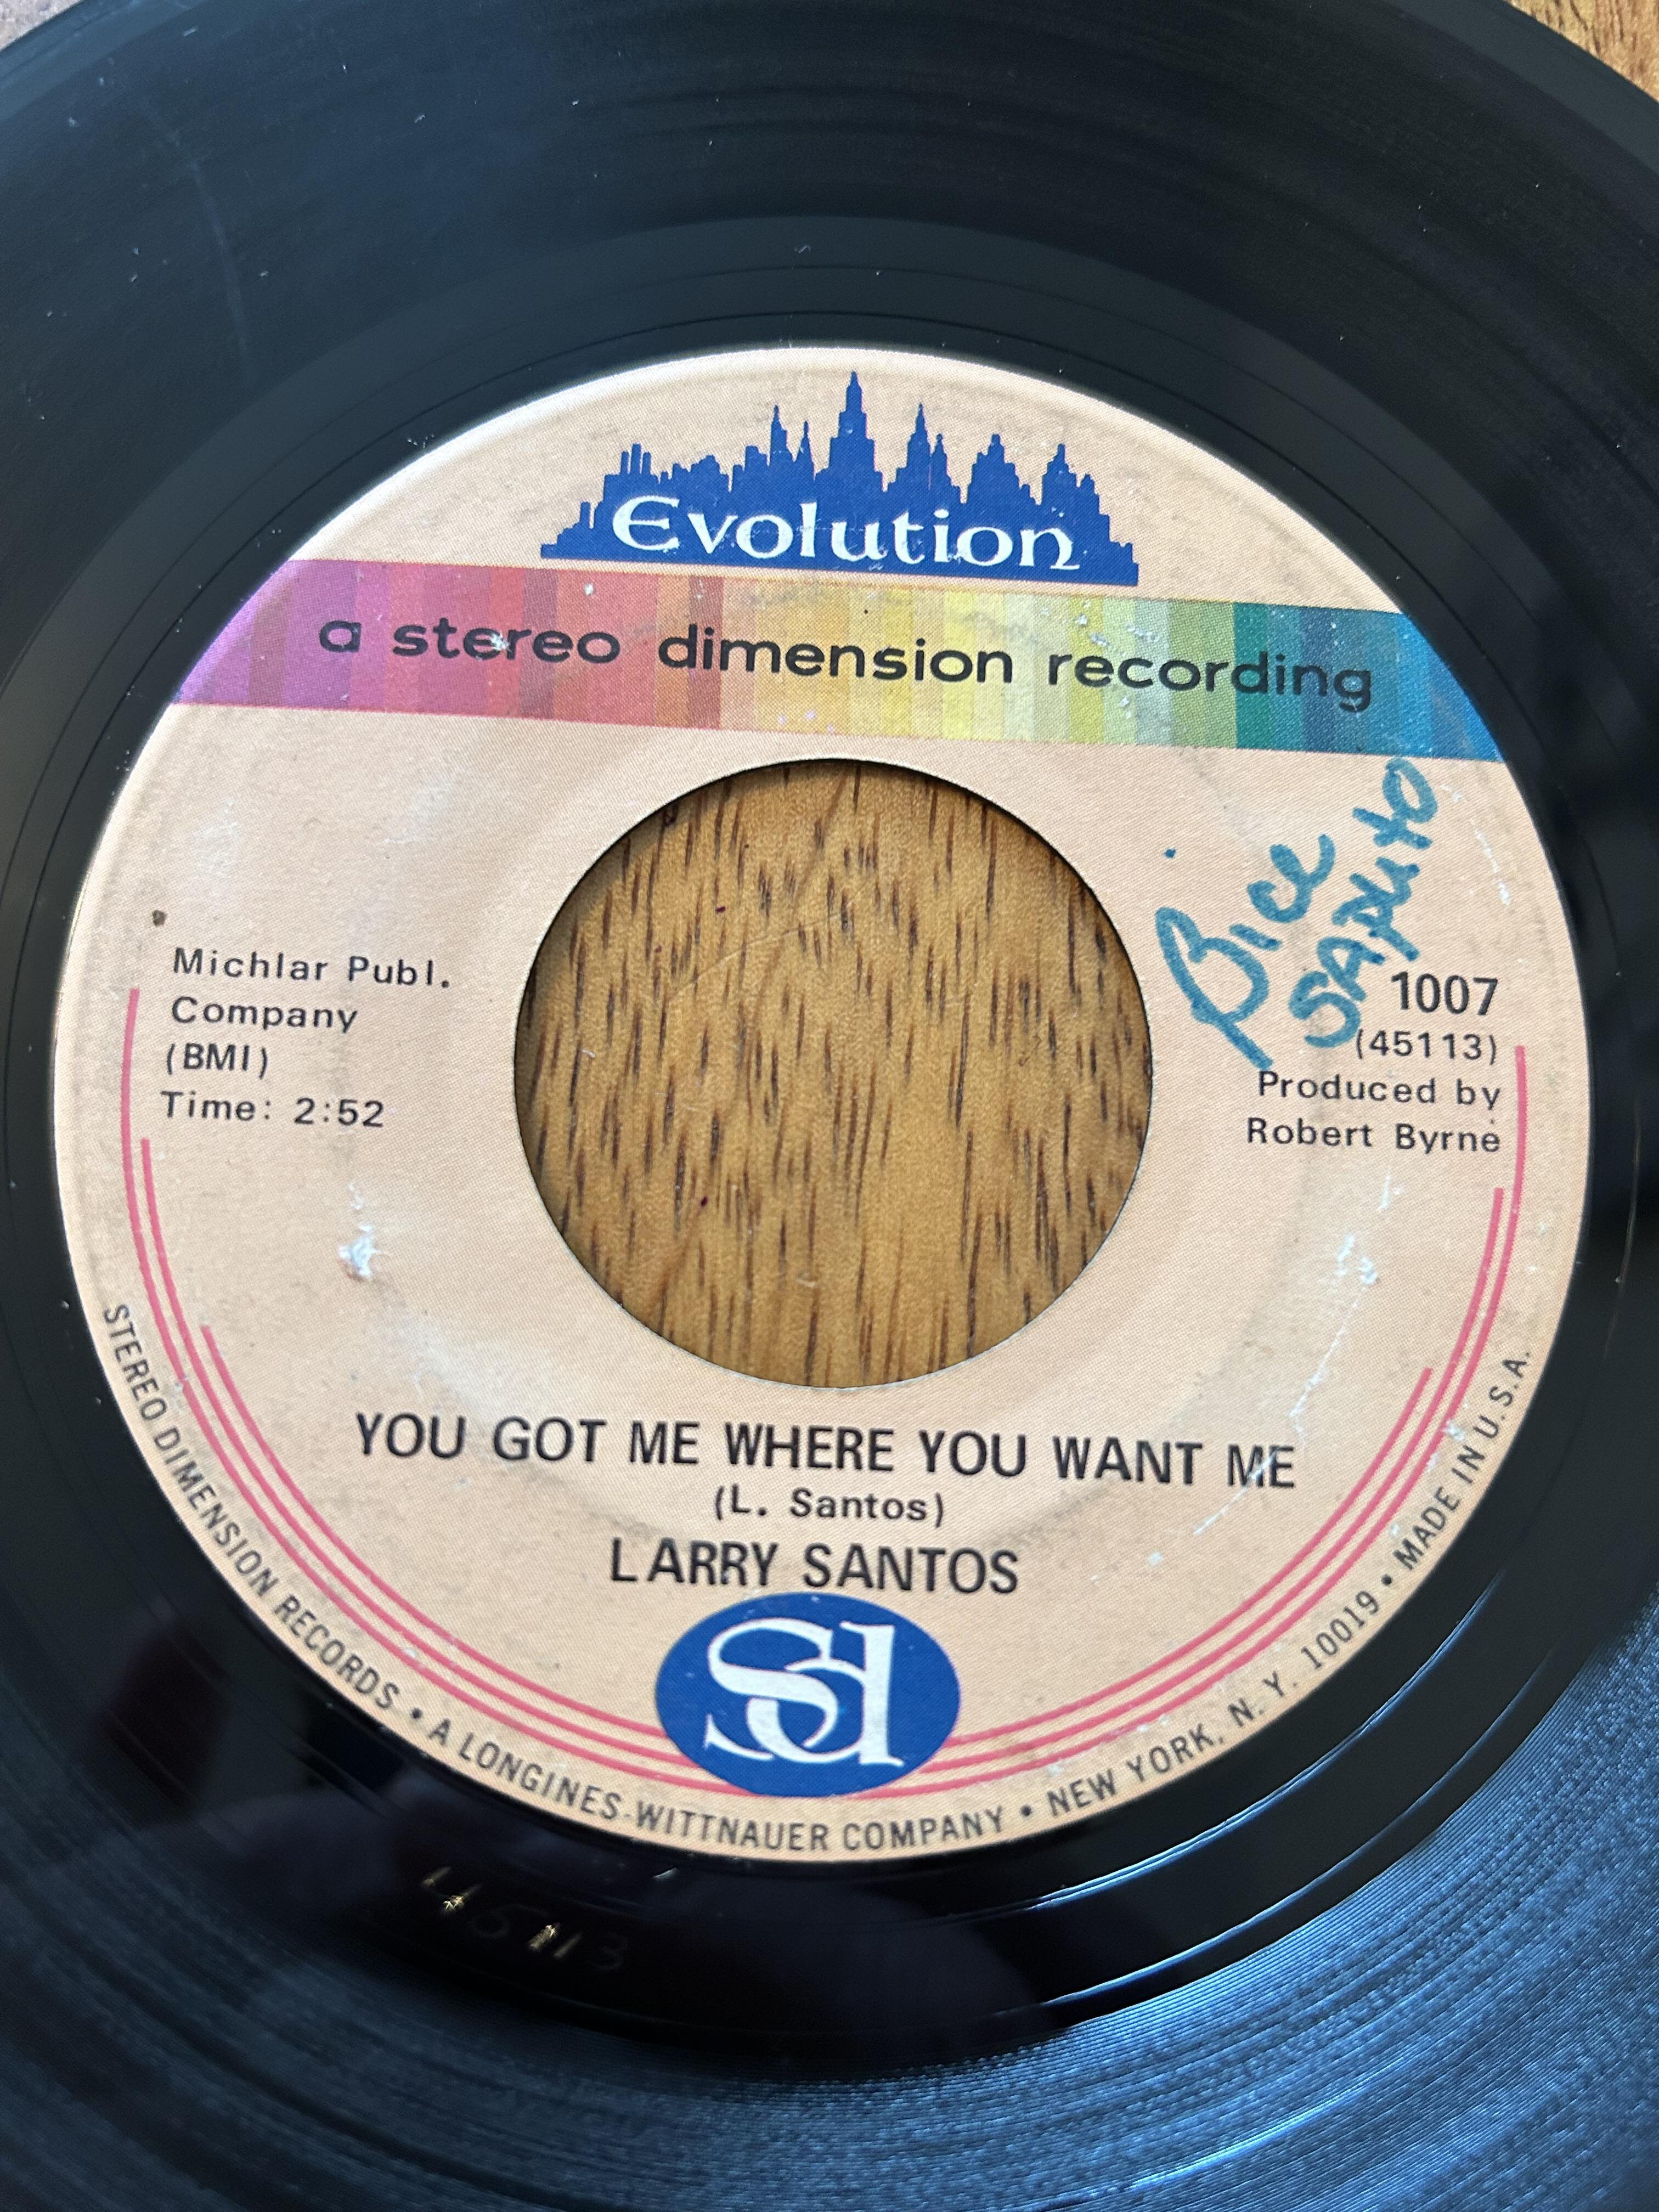 Evolution
a stereo dimension recording
Saputo
Michlar Publ.
Company
(BMI)
Time: 2:52
1007
(45113)
Produced by
Robert Byrne
YOU GOT ME WHERE YOU WANT ME
(L. Santos)
LARRY SANTOS
Sd
STEREO DIMENSION RECORDS • A LONGINES-WITTNAUER COMPANY • NEW YORK, N. Y. 10019 • MADE IN U.S.A.
45113